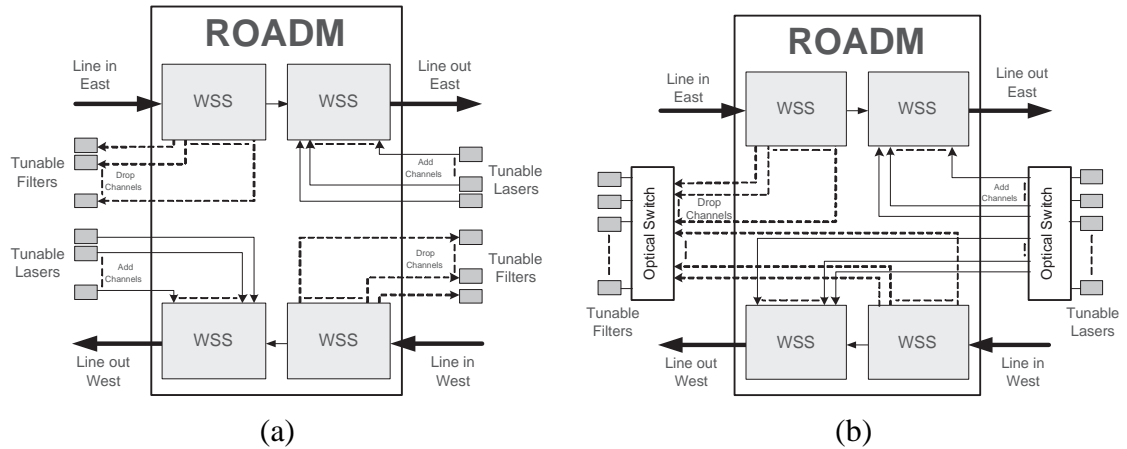 ROADM
Line in
East
Line out
East
WSS
WSS
Tunable
Filters
Drop
Channels
Add
Channels
Tunable
Lasers
Tunable
Lasers
Add
Channels
Drop
Channels
Tunable
Filters
WSS
WSS
Line out
West
Line in
West
(a)
ROADM
Line in
East
Line out
East
WSS
WSS
Optical Switch
Drop
Channels
Add
Channels
Optical Switch
Tunable
Filters
Tunable
Lasers
WSS
WSS
Line out
West
Line in
West
(b)